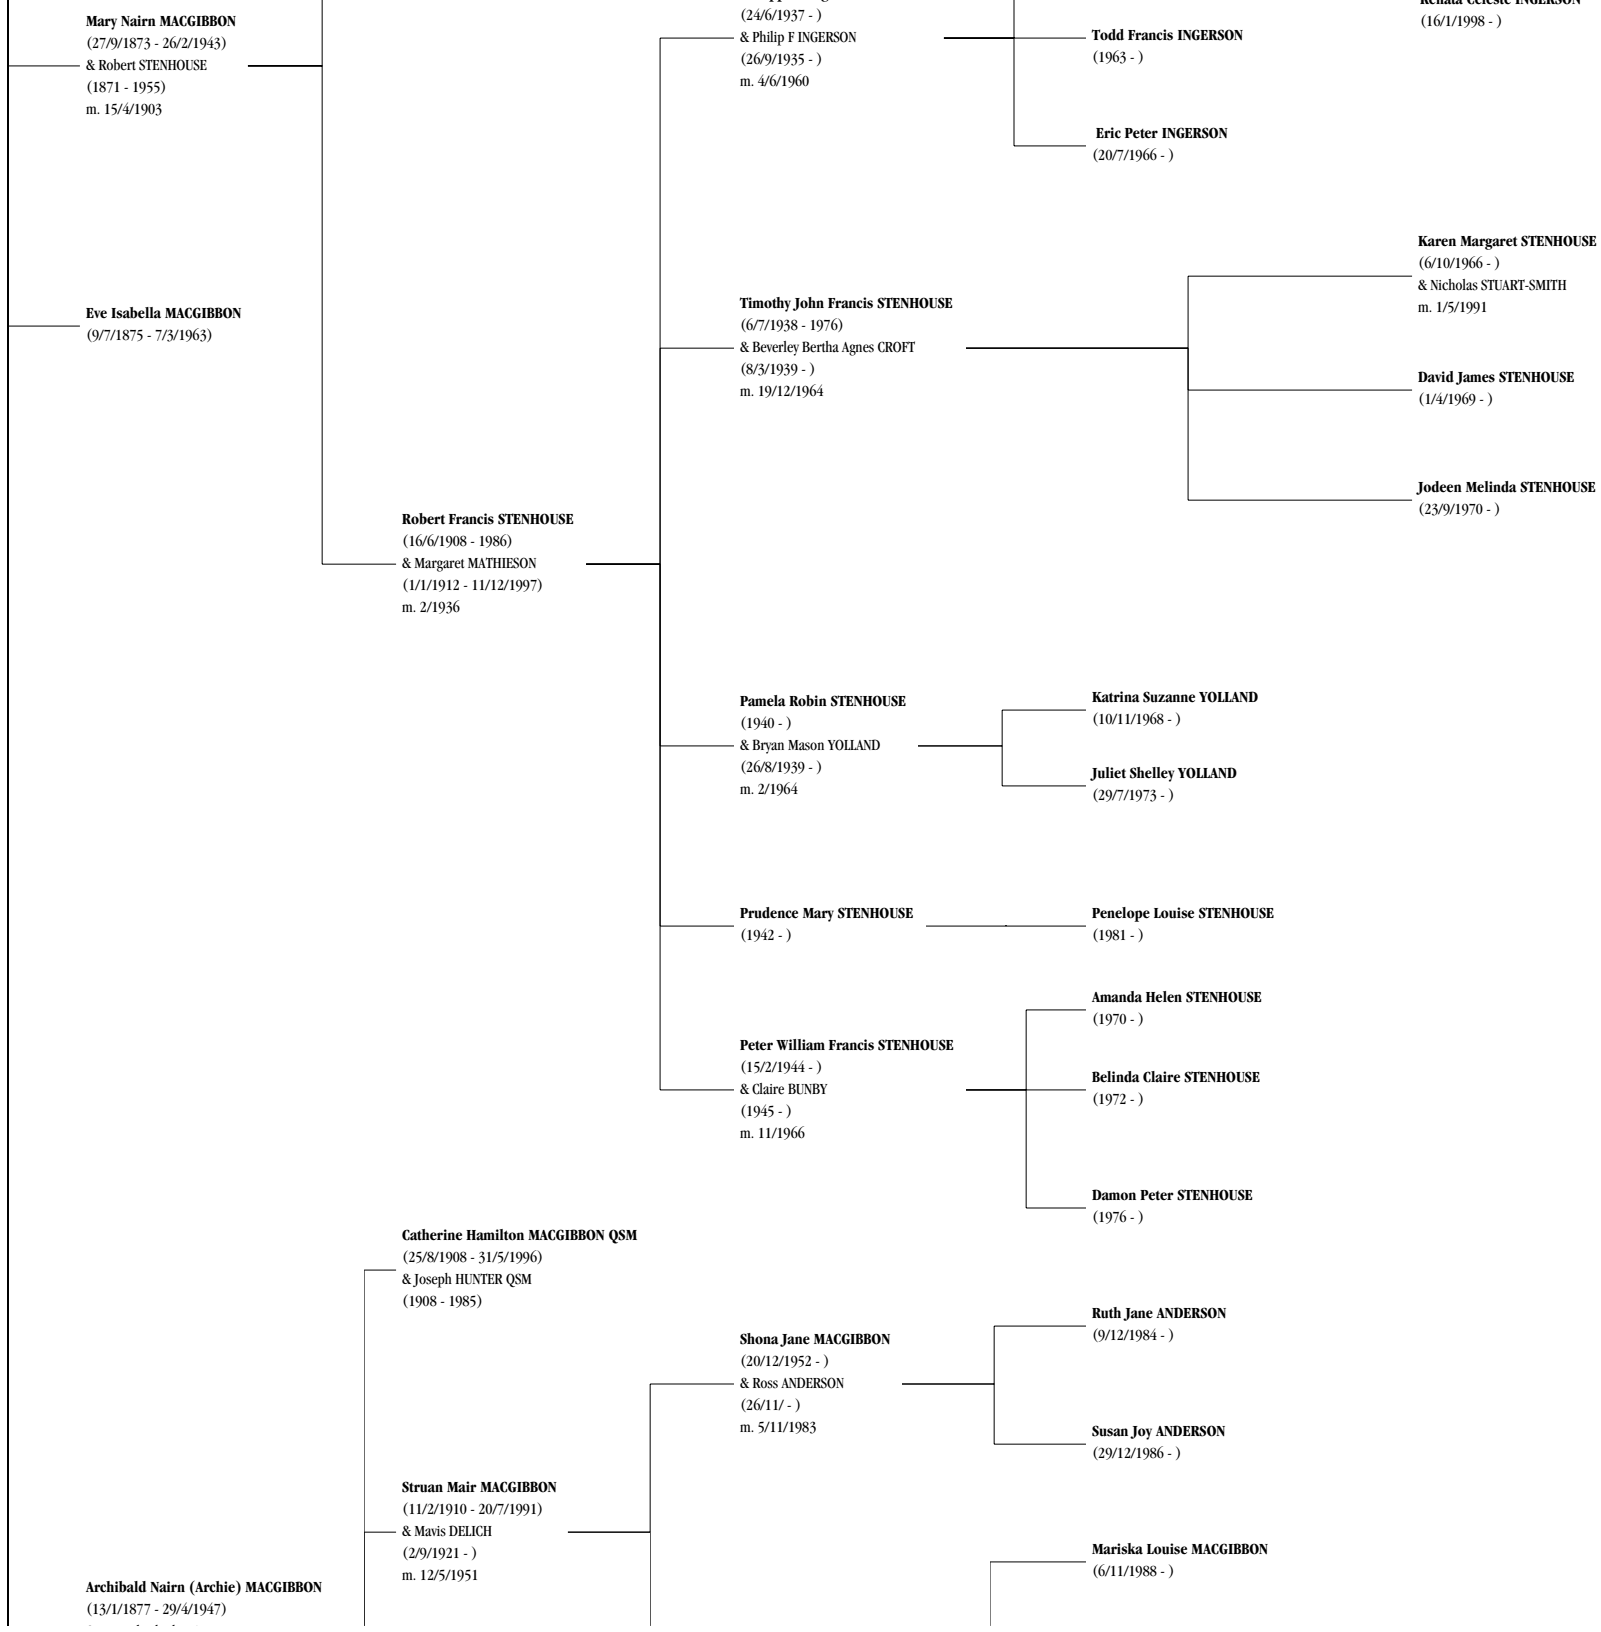 Mary Nairn MACGIBBON
(27/9/1873 - 26/2/1943)
& Robert STENHOUSE
(1871 - 1955)
m. 15/4/1903
Eve Isabella MACGIBBON
(9/7/1875 - 7/3/1963)
Archibald Nairn (Archie) MACGIBBON
(13/1/1877 - 29/4/1947)
Robert Francis STENHOUSE
(16/6/1908 - 1986)
& Margaret MATHIESON
(1/1/1912 - 11/12/1997)
m. 2/1936
Catherine Hamilton MACGIBBON QSM
(25/8/1908 - 31/5/1996)
& Joseph HUNTER QSM
(1908 - 1985)
Struan Mair MACGIBBON
(11/2/1910 - 20/7/1991)
& Mavis DELICH
(2/9/1921 - )
m. 12/5/1951
(24/6/1937 - )
& Philip F INGERSON
(26/9/1935 - )
m. 4/6/1960
Timothy John Francis STENHOUSE
(6/7/1938 - 1976)
& Beverley Bertha Agnes CROFT
(8/3/1939 - )
m. 19/12/1964
Pamela Robin STENHOUSE
(1940 - )
& Bryan Mason YOLLAND
(26/8/1939 - )
m. 2/1964
Prudence Mary STENHOUSE
(1942 - )
Peter William Francis STENHOUSE
(15/2/1944 - )
& Claire BUNBY
(1945 - )
m. 11/1966
Shona Jane MACGIBBON
(20/12/1952 - )
& Ross ANDERSON
(26/11/ - )
m. 5/11/1983
Todd Francis INGERSON
(1963 - )
Eric Peter INGERSON
(20/7/1966 - )
Katrina Suzanne YOLLAND
(10/11/1968 - )
Juliet Shelley YOLLAND
(29/7/1973 - )
Penelope Louise STENHOUSE
(1981 - )
Amanda Helen STENHOUSE
(1970 - )
Belinda Claire STENHOUSE
(1972 - )
Damon Peter STENHOUSE
(1976 - )
Ruth Jane ANDERSON
(9/12/1984 - )
Susan Joy ANDERSON
(29/12/1986 - )
Mariska Louise MACGIBBON
(6/11/1988 - )
Renata Celeste INGERSON
(16/1/1998 - )
Karen Margaret STENHOUSE
(6/10/1966 - )
& Nicholas STUART-SMITH
m. 1/5/1991
David James STENHOUSE
(1/4/1969 - )
Jodeen Melinda STENHOUSE
(23/9/1970 - )